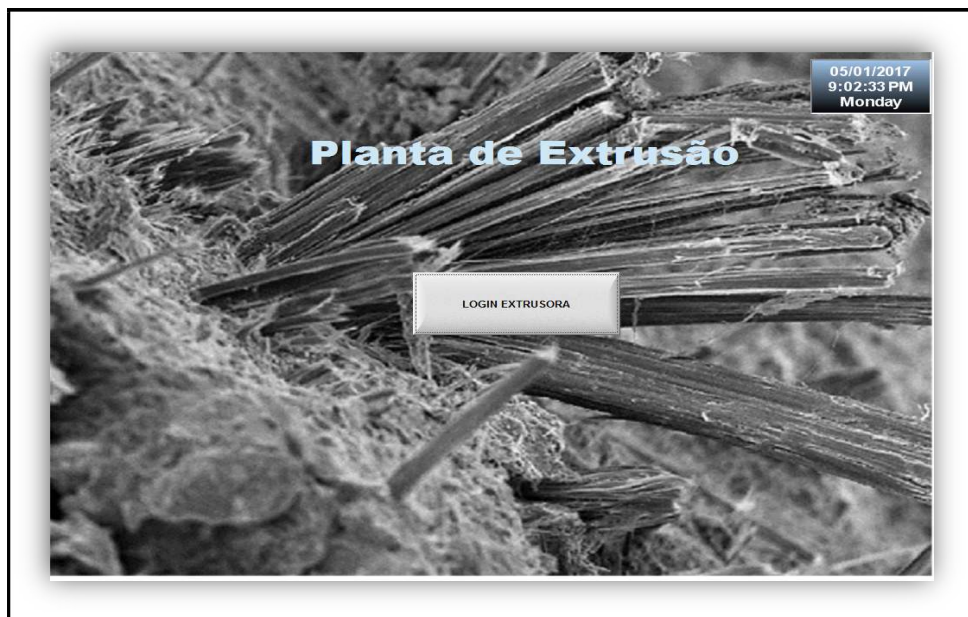 05/01/2017
9:02:33 PM
Monday
Planta de Extrusão
LOGIN EXTRUSORA